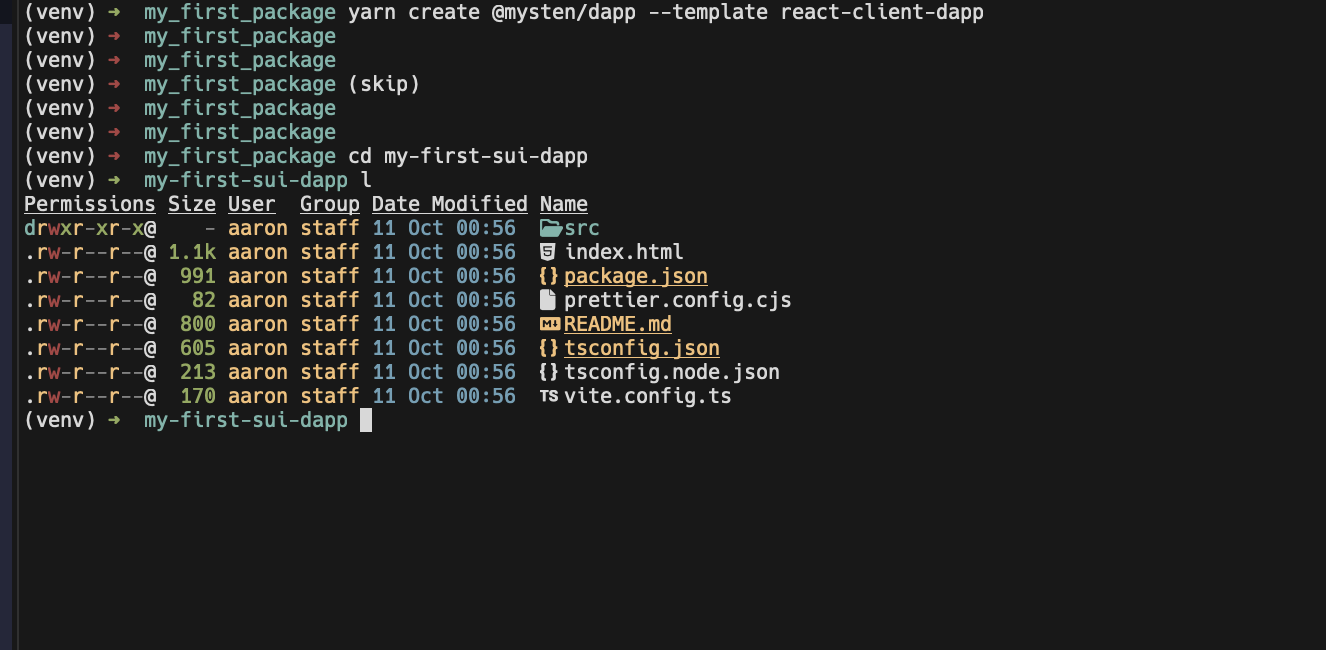 (venv) ➜  my_first_package yarn create @mysten/dapp --template react-client-dapp
(venv) ➜  my_first_package
(venv) ➜  my_first_package
(venv) ➜  my_first_package (skip)
(venv) ➜  my_first_package
(venv) ➜  my_first_package
(venv) ➜  my_first_package cd my-first-sui-dapp
(venv) ➜  my-first-sui-dapp l
Permissions Size User  Group Date Modified Name
drwxr-xr-x@    - aaron staff 11 Oct 00:56  src
.rw-r--r--@ 1.1k aaron staff 11 Oct 00:56  index.html
.rw-r--r--@  991 aaron staff 11 Oct 00:56  {} package.json
.rw-r--r--@   82 aaron staff 11 Oct 00:56  prettier.config.cjs
.rw-r--r--@  800 aaron staff 11 Oct 00:56  README.md
.rw-r--r--@  605 aaron staff 11 Oct 00:56  {} tsconfig.json
.rw-r--r--@  213 aaron staff 11 Oct 00:56  {} tsconfig.node.json
.rw-r--r--@  170 aaron staff 11 Oct 00:56  TS vite.config.ts
(venv) ➜  my-first-sui-dapp